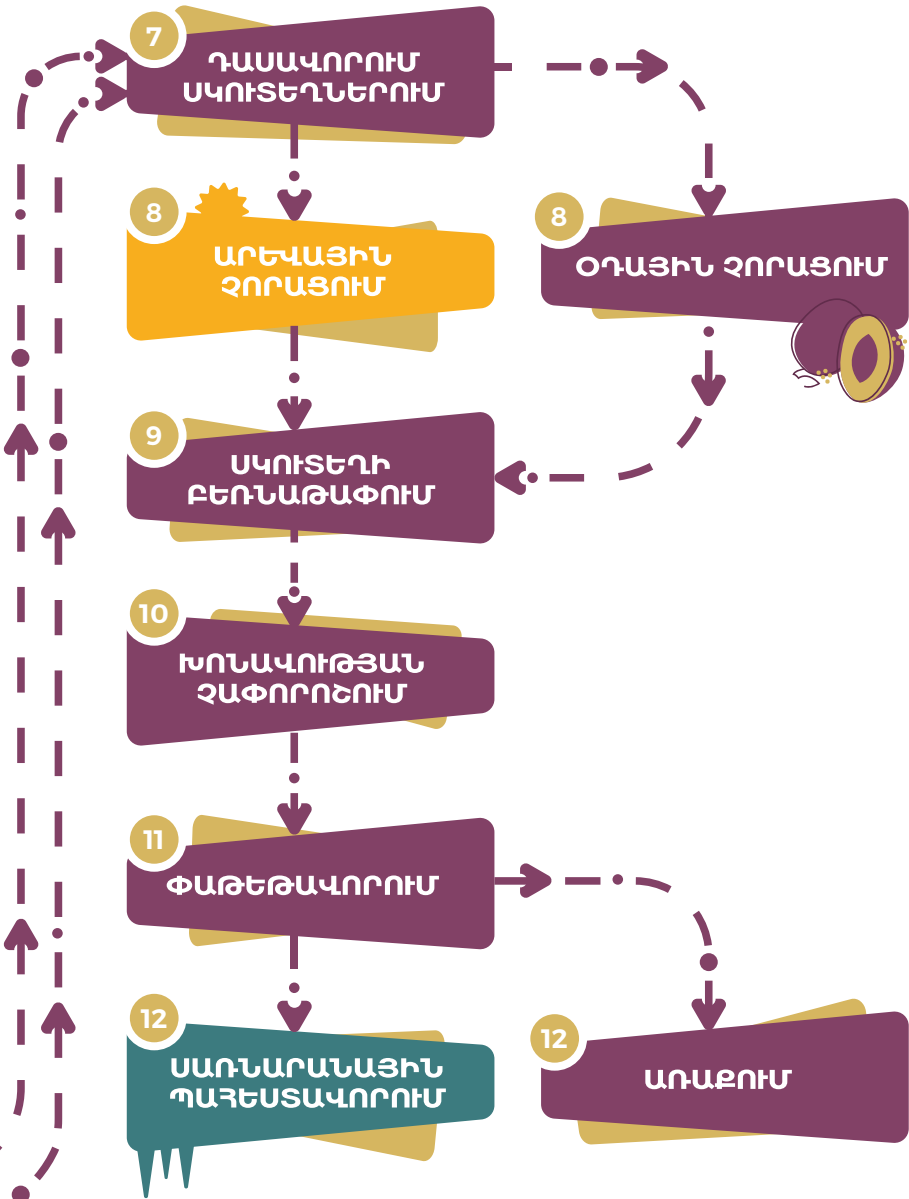 7
ԴԱՍԱՎՈՐՈՒՄ
ՍԿՈՒՏԵՂՆԵՐՈՒՄ
8
ԱՐԵՎԱՅԻՆ
ՉՈՐԱՑՈՒՄ
8
ՕԴԱՅԻՆ ՉՈՐԱՑՈՒՄ
9
ՍԿՈՒՏԵՂԻ
ԲԵՌՆԱԹԱՓՈՒՄ
10
ԽՈՆԱՎՈՒԹՅԱՆ
ՉԱՓՈՐՈՇՈՒՄ
11
ՓԱԹԵԹԱՎՈՐՈՒՄ
12
ՍԱՌՆԱՐԱՆԱՅԻՆ
ՊԱՀԵՍՏԱՎՈՐՈՒՄ
12
ԱՌԱՔՈՒՄ